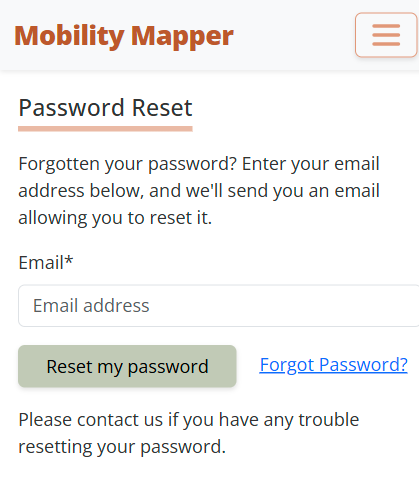 Mobility Mapper
Password Reset
Forgotten your password? Enter your email
address below, and we'll send you an email
allowing you to reset it.
Email*
Email address
Reset my password
Forgot Password?
Please contact us if you have any trouble
resetting your password.